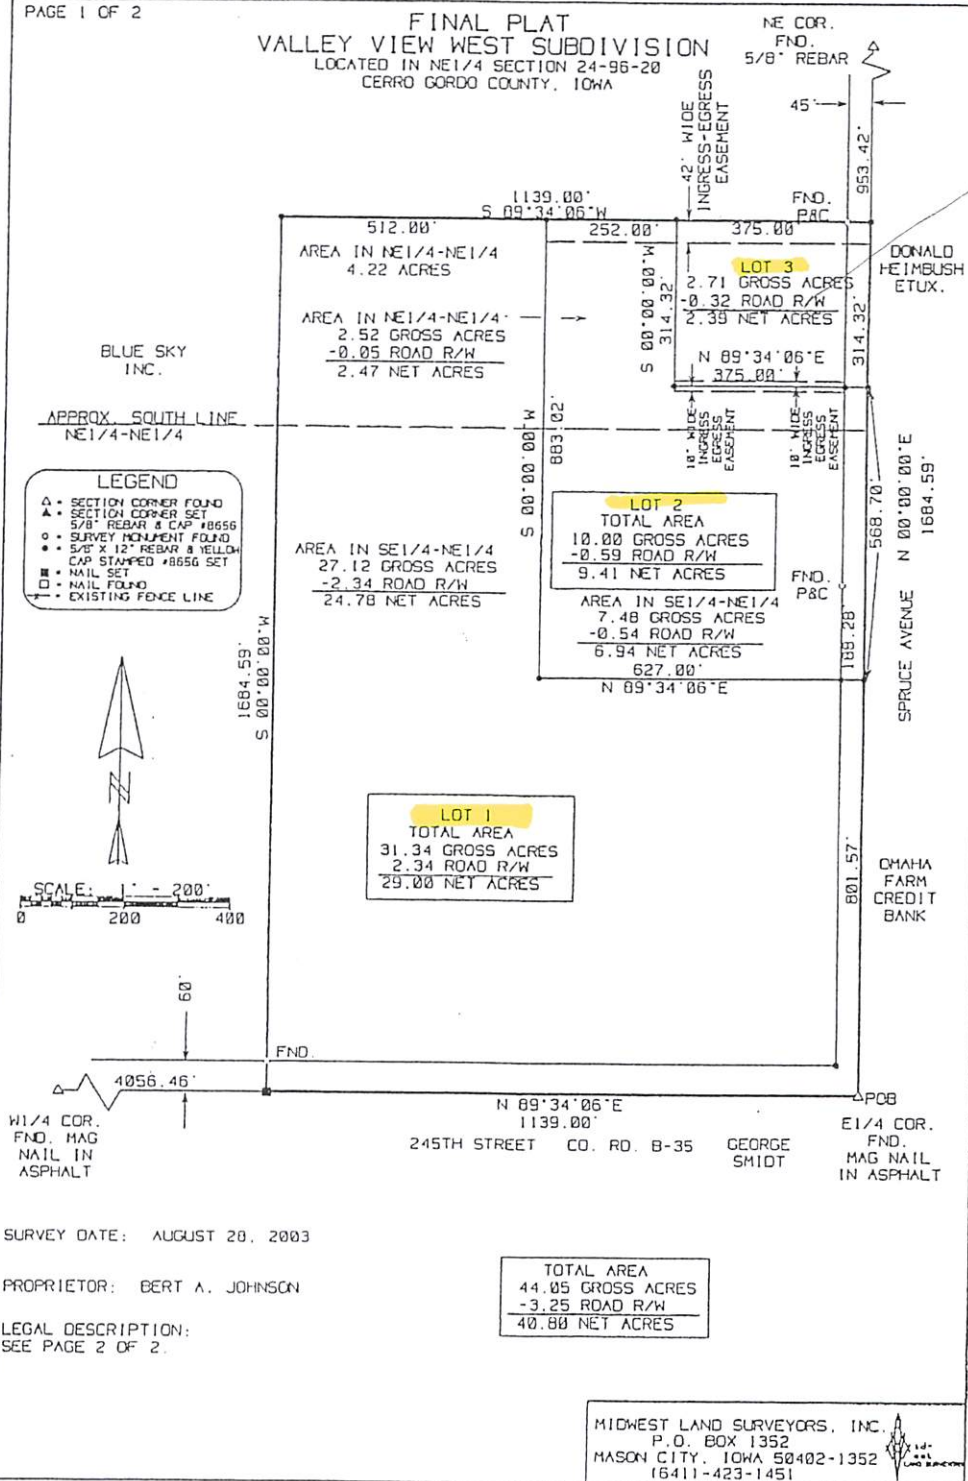 PAGE 1 OF 2
FINAL PLAT
VALLEY VIEW WEST SUBDIVISION
LOCATED IN NE1/4 SECTION 24-96-20
CERRO GORDO COUNTY, IOWA
NE COR.
FND.
5/8" REBAR
45'
42' WIDE
INGRESS-EGRESS
EASEMENT
953.42'
1139.00'
S 89°34'06"W
FND.
P&C
512.00'
252.00'
375.00'
AREA IN NE1/4-NE1/4
4.22 ACRES
LOT 3
2.71 GROSS ACRES
-0.32 ROAD R/W
2.39 NET ACRES
DONALD
HEIMBUSH
ETUX.
S 00°00'00"W
314.32'
314.32'
AREA IN NE1/4-NE1/4
2.52 GROSS ACRES
-0.05 ROAD R/W
2.47 NET ACRES
N 89°34'06"E
375.00'
BLUE SKY
INC.
APPROX. SOUTH LINE
NE1/4-NE1/4
10' WIDE
INGRESS
EGRESS
EASEMENT
10' WIDE
INGRESS
EGRESS
EASEMENT
S 00°00'00"W
883.02'
LEGEND
△ • SECTION CORNER FOUND
▲ • SECTION CORNER SET
5/8" REBAR & CAP #8656
o • SURVEY MONUMENT FOUND
● • 5/8" X 12" REBAR & YELLOW
CAP STAMPED #8656 SET
■ • NAIL SET
□ • NAIL FOUND
• EXISTING FENCE LINE
LOT 2
TOTAL AREA
10.00 GROSS ACRES
-0.59 ROAD R/W
9.41 NET ACRES
568.70'
N 00°00'00"E
1684.59'
AREA IN SE1/4-NE1/4
27.12 GROSS ACRES
-2.34 ROAD R/W
24.78 NET ACRES
FND.
P&C
AREA IN SE1/4-NE1/4
7.48 GROSS ACRES
-0.54 ROAD R/W
6.94 NET ACRES
627.00'
N 89°34'06"E
SPRUCE AVENUE
1684.59'
S 00°00'00"W
LOT 1
TOTAL AREA
31.34 GROSS ACRES
2.34 ROAD R/W
29.00 NET ACRES
801.57'
OMAHA
FARM
CREDIT
BANK
N
SCALE: 1" - 200'
0 200 400
60'
FND.
4056.46'
W1/4 COR.
FND. MAG
NAIL IN
ASPHALT
N 89°34'06"E
1139.00'
POB
245TH STREET CO. RD. B-35
GEORGE
SMIDT
E1/4 COR.
FND.
MAG NAIL
IN ASPHALT
SURVEY DATE: AUGUST 28, 2003
PROPRIETOR: BERT A. JOHNSON
LEGAL DESCRIPTION:
SEE PAGE 2 OF 2.
TOTAL AREA
44.05 GROSS ACRES
-3.25 ROAD R/W
40.80 NET ACRES
MIDWEST LAND SURVEYORS, INC.
P.O. BOX 1352
MASON CITY, IOWA 50402-1352
(641)-423-1451